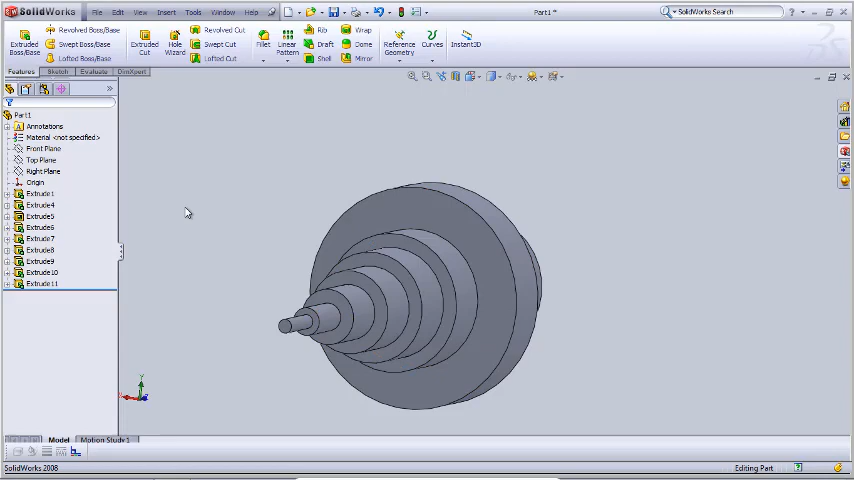 SolidWorks File Edit View Insert Tools Window Help Part1 * SolidWorks Search
Extruded Boss/Base Revolved Boss/Base Swept Boss/Base Lofted Boss/Base Extruded Cut Hole Wizard Revolved Cut Swept Cut Lofted Cut Fillet Linear Pattern Rib Draft Shell Wrap Dome Mirror Reference Geometry Curves Instant3D
Features Sketch Evaluate DimXpert
Part1
Annotations
Material <not specified>
Front Plane
Top Plane
Right Plane
Origin
Extrude1
Extrude4
Extrude5
Extrude6
Extrude7
Extrude8
Extrude9
Extrude10
Extrude11
Y
Z
Model Motion Study1
SolidWorks 2008 Editing Part